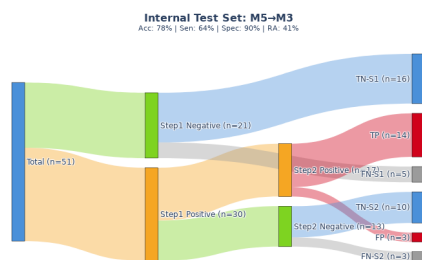 Internal Test Set: M5→M3
Acc: 78% | Sen: 64% | Spec: 90% | RA: 41%
TN-S1 (n=16)
Step1 Negative (n=21)
TP (n=14)
Total (n=51)
Step2 Positive (n=17)
FN-S1 (n=5)
Step1 Positive (n=30)
TN-S2 (n=10)
Step2 Negative (n=13)
FP (n=3)
FN-S2 (n=3)